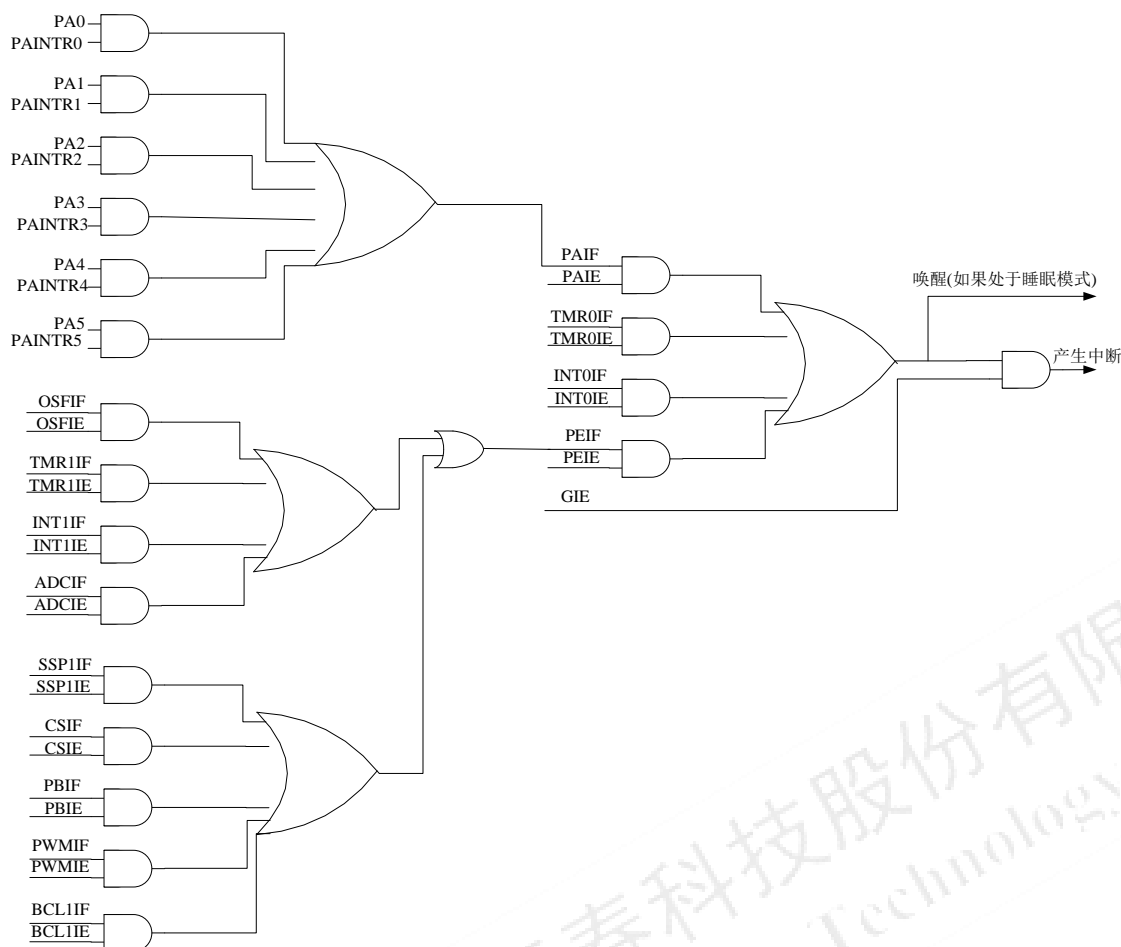 PA0
PAINTR0
PA1
PAINTR1
PA2
PAINTR2
PA3
PAINTR3
PA4
PAINTR4
PA5
PAINTR5
PAIF
PAIE
TMR0IF
TMR0IE
INT0IF
INT0IE
PEIF
PEIE
GIE
唤醒(如果处于睡眠模式)
产生中断
OSFIF
OSFIE
TMR1IF
TMR1IE
INT1IF
INT1IE
ADCIF
ADCIE
SSP1IF
SSP1IE
CSIF
CSIE
PBIF
PBIE
PWMIF
PWMIE
BCL1IF
BCL1IE
春科技股份有限
Technology